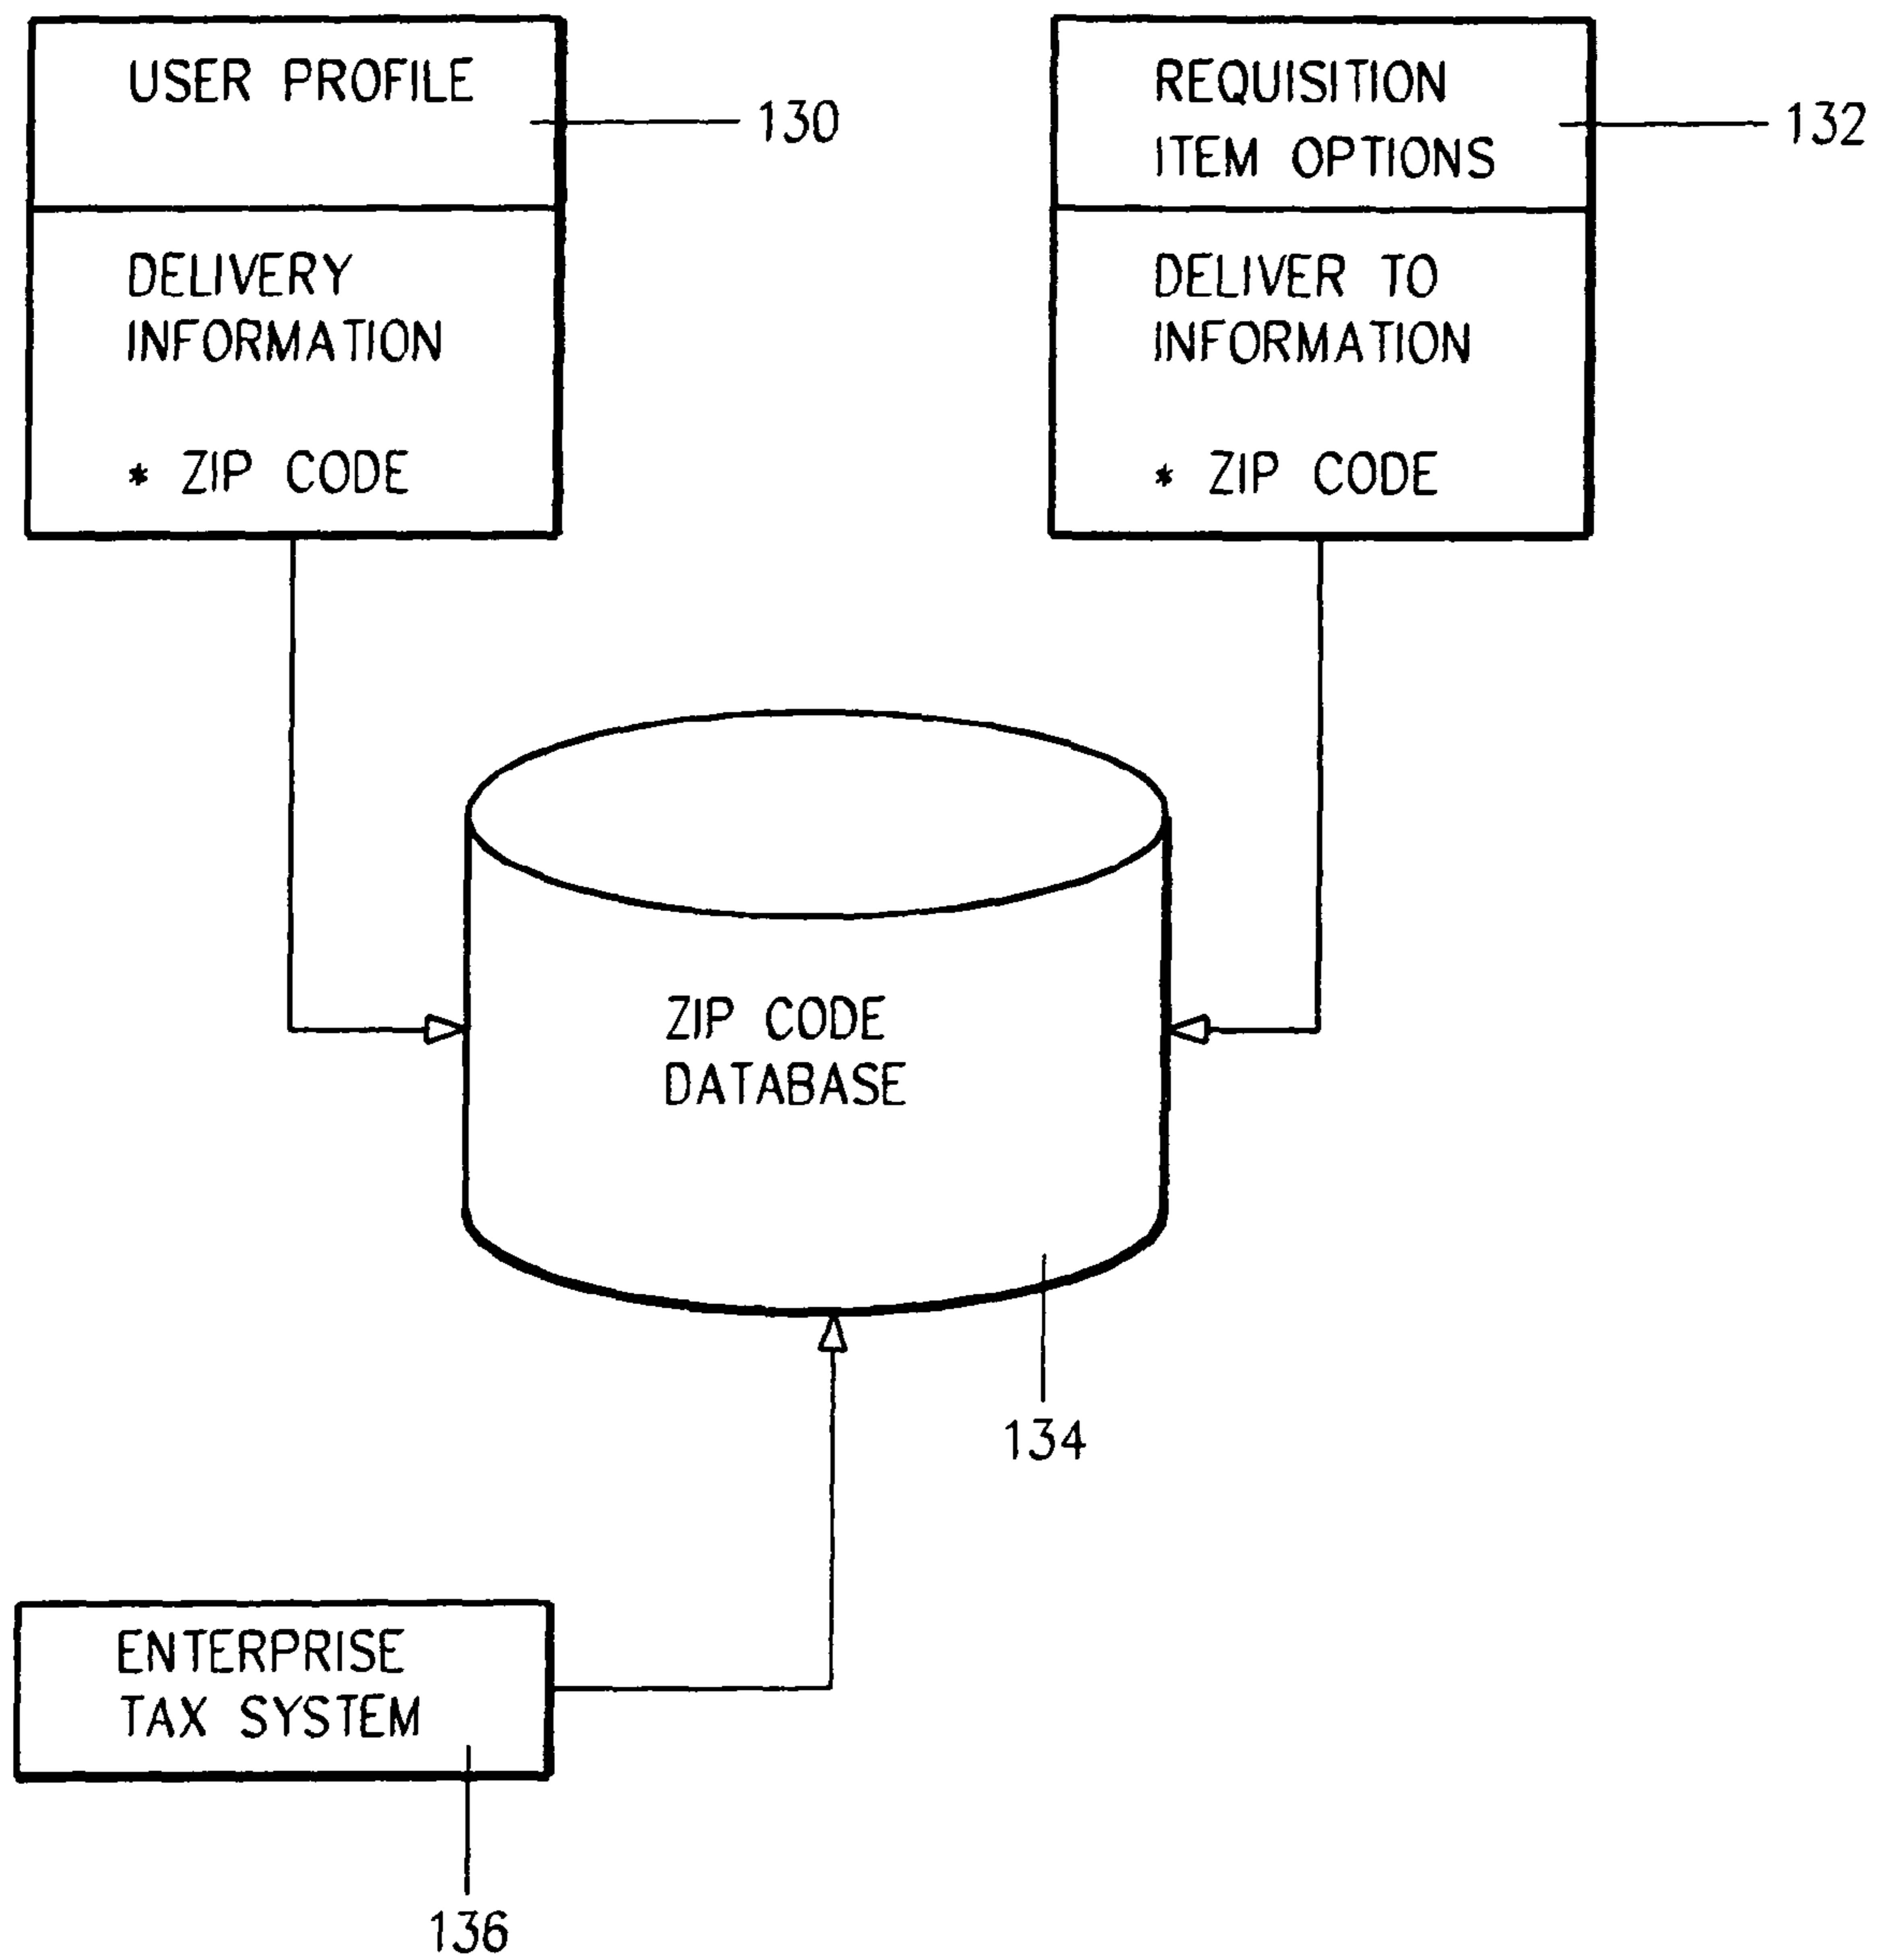 USER PROFILE
130
DELIVERY
INFORMATION
* ZIP CODE
REQUISITION
ITEM OPTIONS
132
DELIVER TO
INFORMATION
* ZIP CODE
ZIP CODE
DATABASE
134
ENTERPRISE
TAX SYSTEM
136